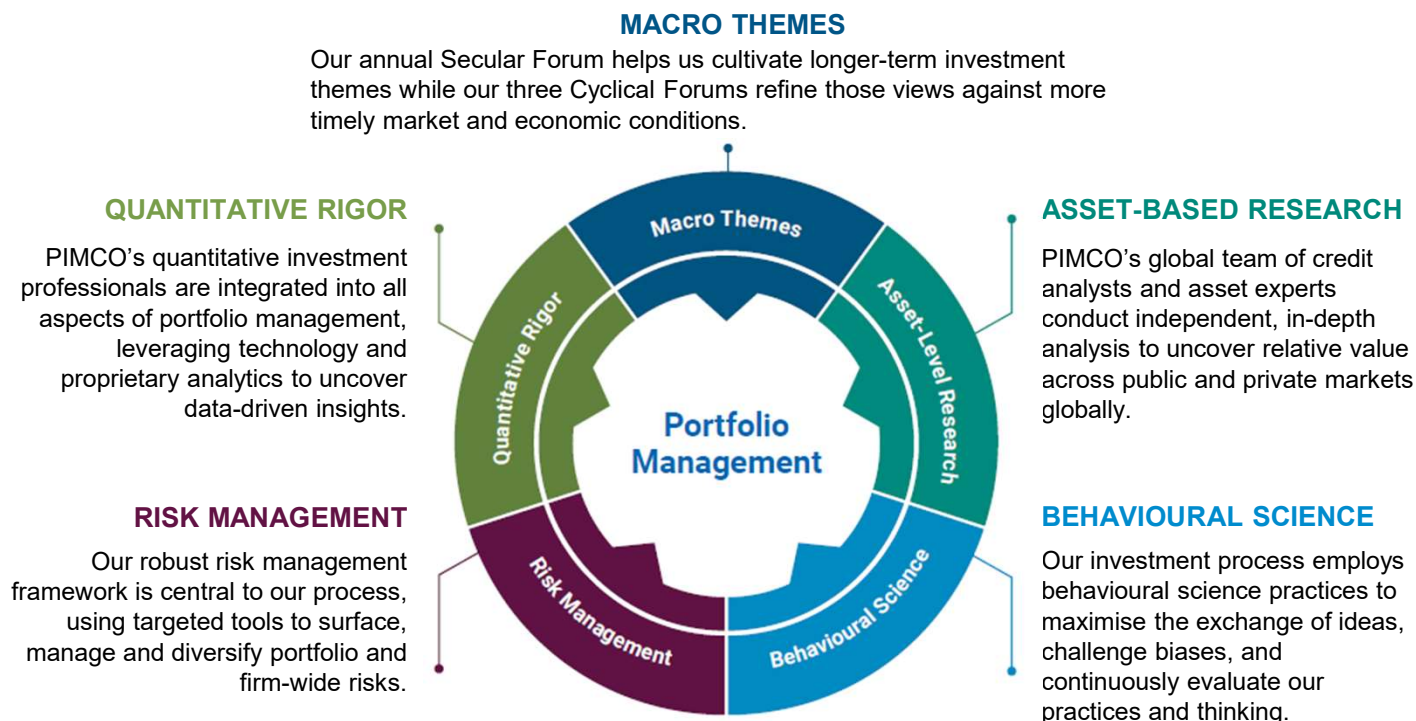 MACRO THEMES
Our annual Secular Forum helps us cultivate longer-term investment
themes while our three Cyclical Forums refine those views against more
timely market and economic conditions.
QUANTITATIVE RIGOR
PIMCO’s quantitative investment
professionals are integrated into all
aspects of portfolio management,
leveraging technology and
proprietary analytics to uncover
data-driven insights.
RISK MANAGEMENT
Our robust risk management
framework is central to our process,
using targeted tools to surface,
manage and diversify portfolio and
firm-wide risks.
Macro Themes
Quantitative Rigor
Asset-Level Research
Portfolio
Management
Risk Management
Behavioural Science
ASSET-BASED RESEARCH
PIMCO’s global team of credit
analysts and asset experts
conduct independent, in-depth
analysis to uncover relative value
across public and private markets
globally.
BEHAVIOURAL SCIENCE
Our investment process employs
behavioural science practices to
maximise the exchange of ideas,
challenge biases, and
continuously evaluate our
practices and thinking.